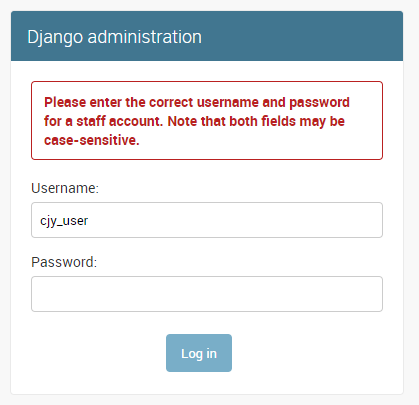 Django administration
Please enter the correct username and password
for a staff account. Note that both fields may be
case-sensitive.
Username:
cjy_user
Password:
Log in